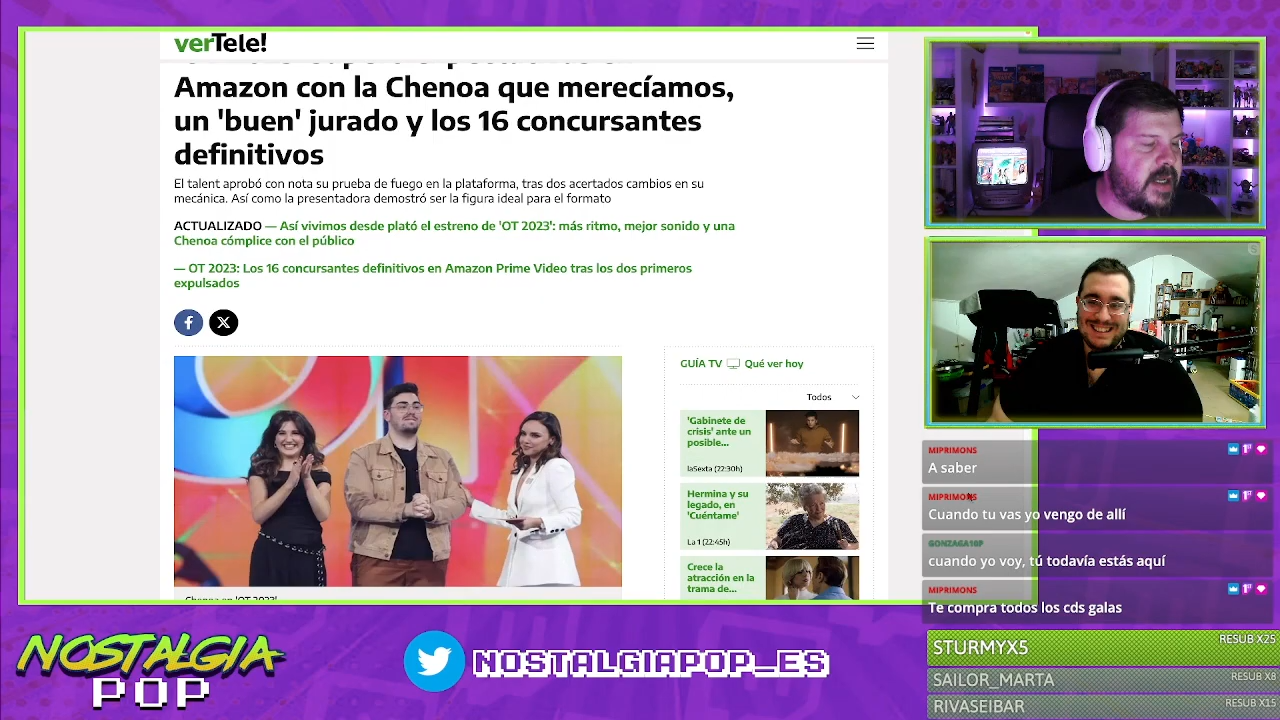 verTele!
Amazon con la Chenoa que merecíamos,
un 'buen' jurado y los 16 concursantes
definitivos
El talent aprobó con nota su prueba de fuego en la plataforma, tras dos acertados cambios en su
mecánica. Así como la presentadora demostró ser la figura ideal para el formato
ACTUALIZADO — Así vivimos desde plató el estreno de 'OT 2023': más ritmo, mejor sonido y una
Chenoa cómplice con el público
— OT 2023: Los 16 concursantes definitivos en Amazon Prime Video tras los dos primeros
expulsados
GUÍA TV Qué ver hoy
Todos
'Gabinete de
crisis' ante un
posible...
laSexta (22:30h)
Hermina y su
legado, en
'Cuéntame'
La 1 (22:45h)
Crece la
atracción en la
trama de...
Chenoa en 'OT 2023'
MIPRIMONS
A saber
MIPRIMONS
Cuando tu vas yo vengo de allí
GONZAGA10P
cuando yo voy, tú todavía estás aquí
MIPRIMONS
Te compra todos los cds galas
STURMYX5 RESUB X25
SAILOR_MARTA RESUB X8
RIVASEIBAR RESUB X15
NOSTALGIA
POP
NOSTALGIAPOP_ES